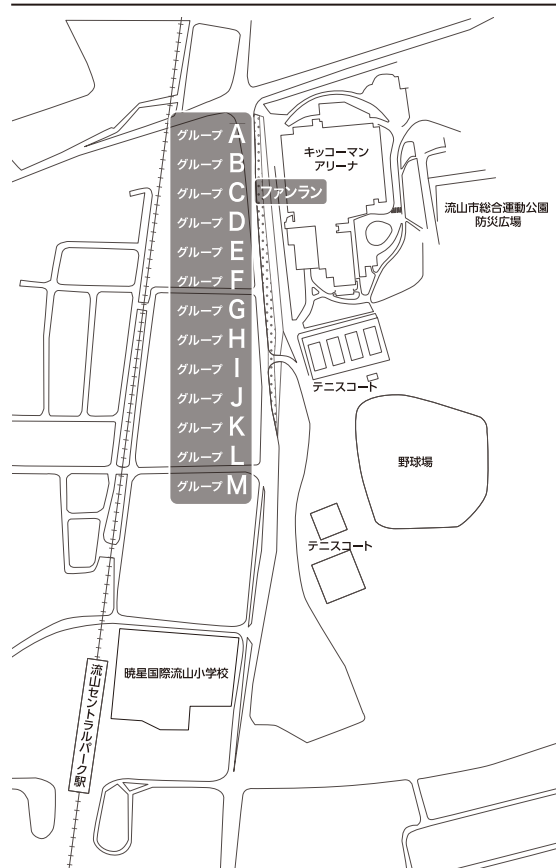 グループ A
グループ B
グループ C
ファンラン
グループ D
グループ E
グループ F
グループ G
グループ H
グループ I
グループ J
グループ K
グループ L
グループ M
キッコーマン
アリーナ
流山市総合運動公園
防災広場
テニスコート
野球場
テニスコート
暁星国際流山小学校
流山セントラルパーク駅